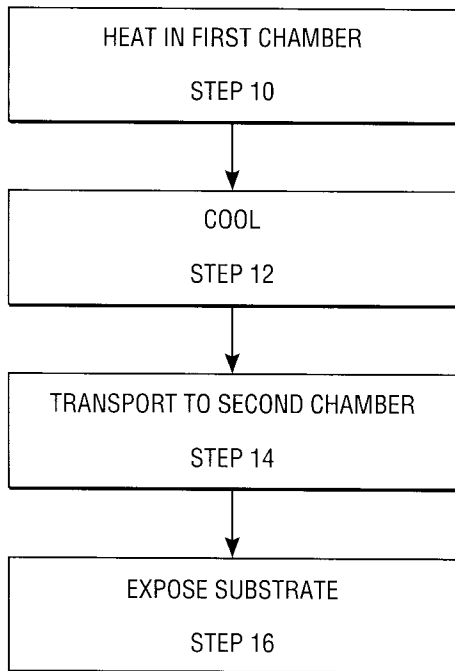 HEAT IN FIRST CHAMBER
STEP 10
COOL
STEP 12
TRANSPORT TO SECOND CHAMBER
STEP 14
EXPOSE SUBSTRATE
STEP 16